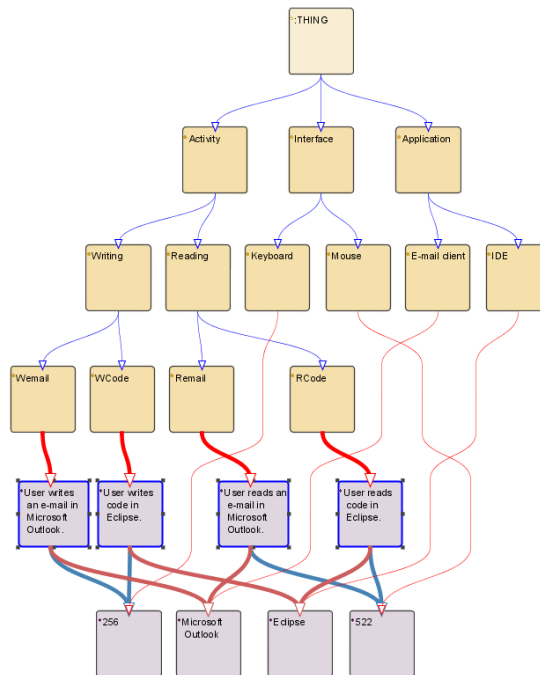 :THING
Activity
Interface
Application
Writing
Reading
Keyboard
Mouse
E-mail client
IDE
Wemail
WCode
Remail
RCode
User writes
an e-mail in
Microsoft
Outlook.
User writes
code in
Eclipse.
User reads an
e-mail in
Microsoft
Outlook.
User reads
code in
Eclipse.
256
Microsoft
Outlook
Eclipse
522